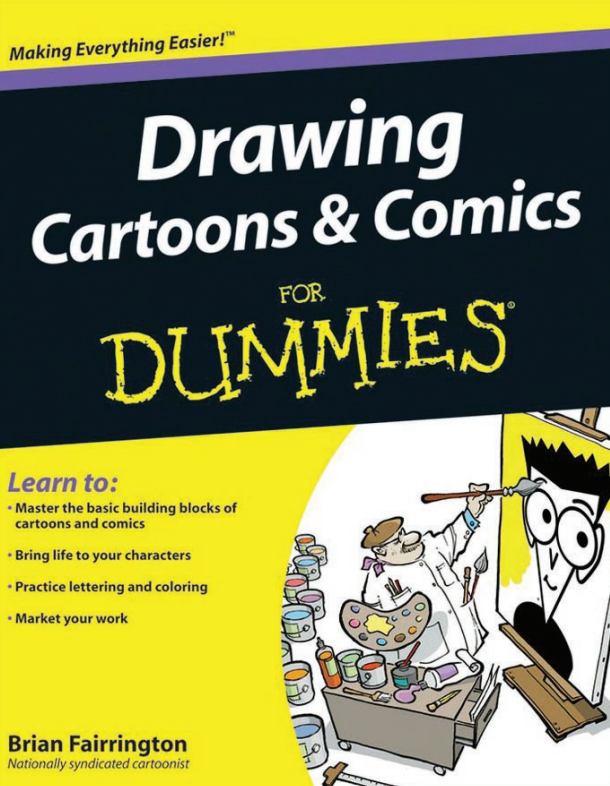 Making Everything Easier!™
Drawing
Cartoons & Comics
FOR
DUMMIES®
Learn to:
• Master the basic building blocks of
cartoons and comics
• Bring life to your characters
• Practice lettering and coloring
• Market your work
Brian Fairrington
Nationally syndicated cartoonist